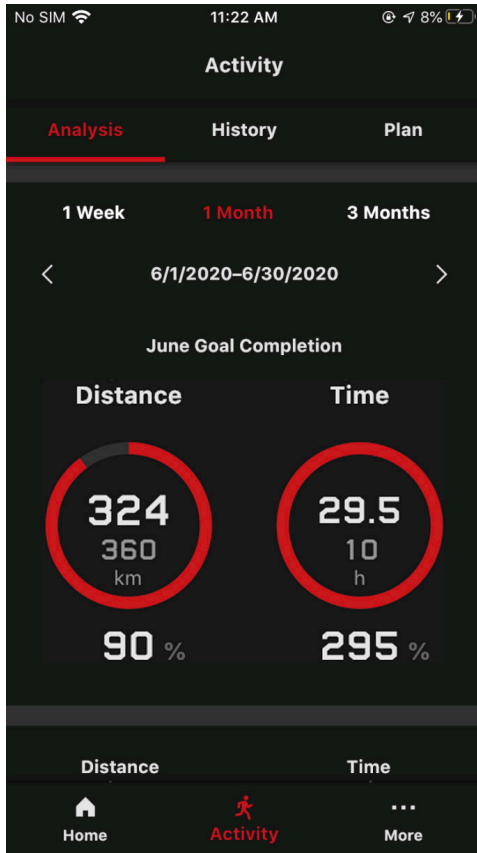 No SIM 11:22 AM 8%
Activity
Analysis History Plan
1 Week 1 Month 3 Months
6/1/2020–6/30/2020
June Goal Completion
Distance Time
324 29.5
360 10
km h
90 % 295 %
Distance Time
Home Activity More